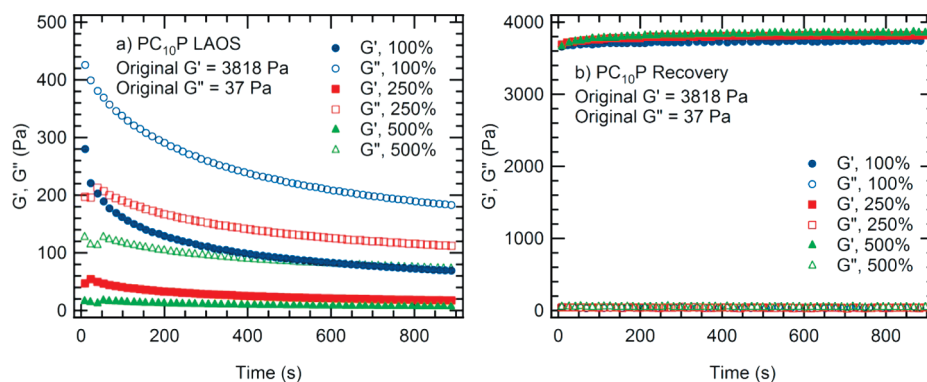 a) PC₁₀P LAOS
Original G' = 3818 Pa
Original G" = 37 Pa
G', 100%
G", 100%
G', 250%
G", 250%
G', 500%
G", 500%
500
400
300
200
100
0
G', G" (Pa)
0
200
400
600
800
Time (s)
b) PC₁₀P Recovery
Original G' = 3818 Pa
Original G" = 37 Pa
G', 100%
G", 100%
G', 250%
G", 250%
G', 500%
G", 500%
4000
3000
2000
1000
0
G', G" (Pa)
0
200
400
600
800
Time (s)